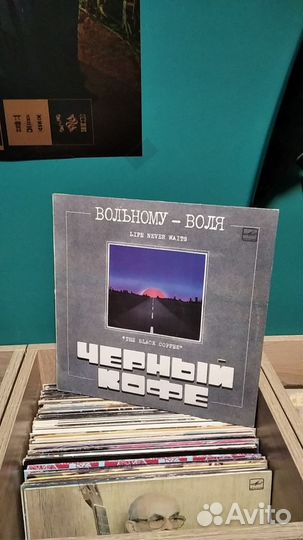 ВОЛЬНОМУ – ВОЛЯ
LIFE NEVER WAITS
"THE BLACK COFFEE"
ЧЕРНЫЙ
КОФЕ
Avito